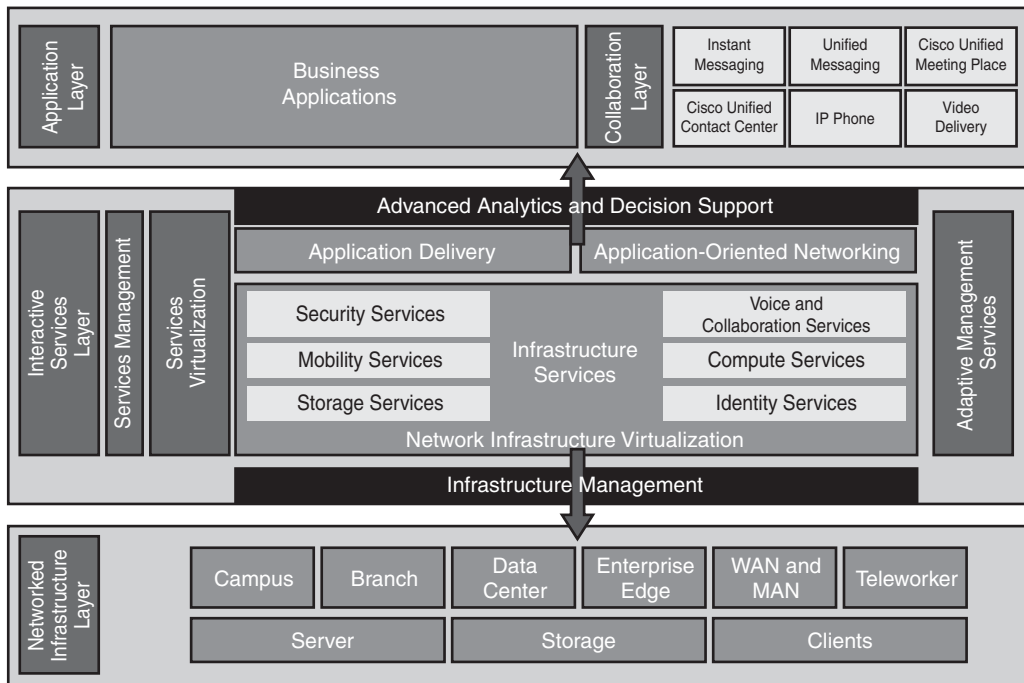 Application
Layer
Business
Applications
Collaboration
Layer
Instant
Messaging
Unified
Messaging
Cisco Unified
Meeting Place
Cisco Unified
Contact Center
IP Phone
Video
Delivery
Interactive
Services
Layer
Services Management
Services
Virtualization
Advanced Analytics and Decision Support
Application Delivery
Application-Oriented Networking
Security Services
Mobility Services
Storage Services
Infrastructure
Services
Voice and
Collaboration Services
Compute Services
Identity Services
Network Infrastructure Virtualization
Infrastructure Management
Adaptive Management
Services
Networked
Infrastructure
Layer
Campus
Branch
Data
Center
Enterprise
Edge
WAN and
MAN
Teleworker
Server
Storage
Clients